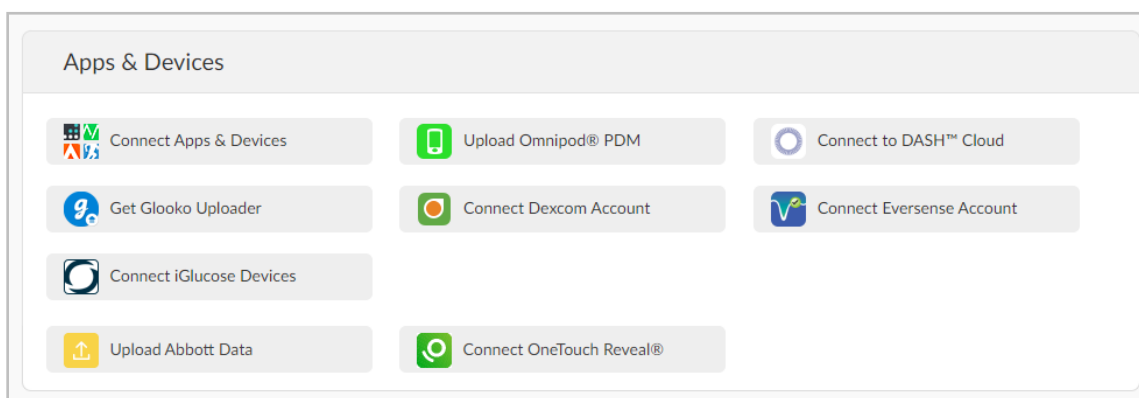 Apps & Devices
Connect Apps & Devices
Upload Omnipod® PDM
Connect to DASH™ Cloud
Get Glooko Uploader
Connect Dexcom Account
Connect Eversense Account
Connect iGlucose Devices
Upload Abbott Data
Connect OneTouch Reveal®